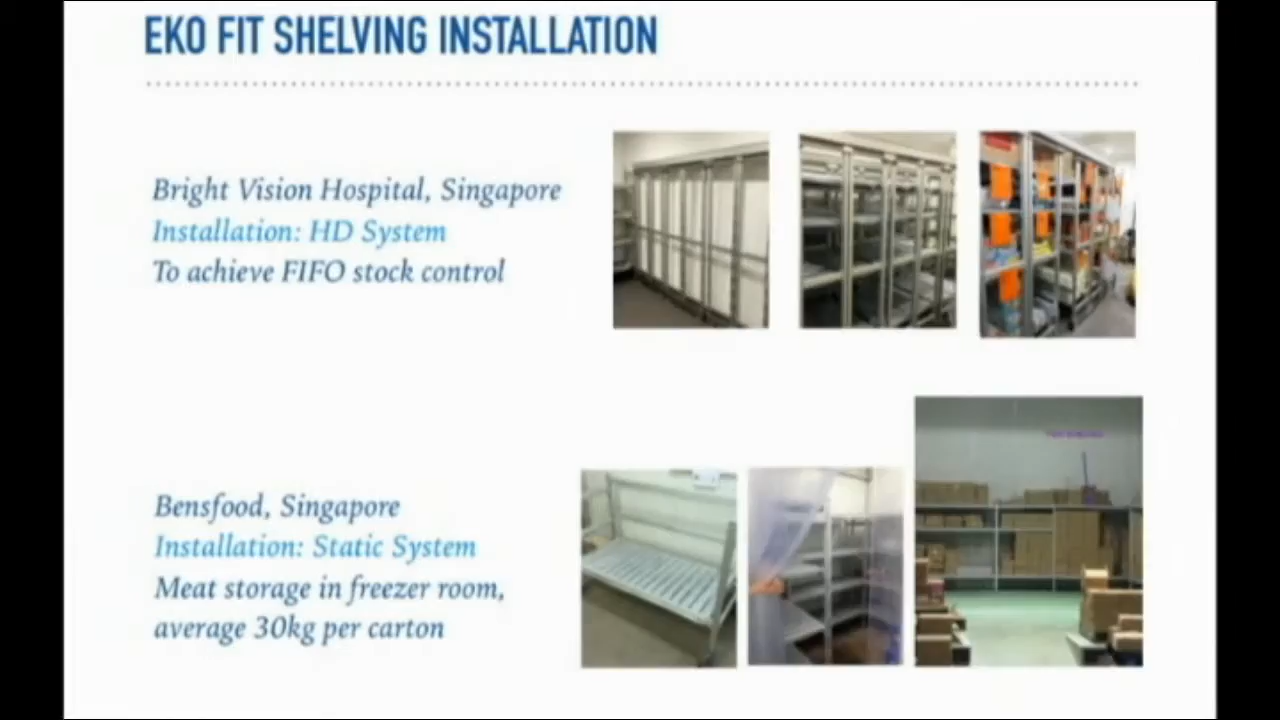 EKO FIT SHELVING INSTALLATION
Bright Vision Hospital, Singapore
Installation: HD System
To achieve FIFO stock control
Bensfood, Singapore
Installation: Static System
Meat storage in freezer room,
average 30kg per carton